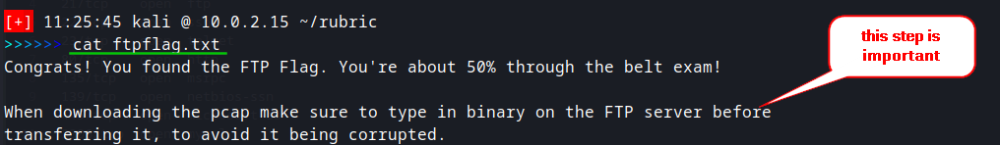 [+] 11:25:45 kali @ 10.0.2.15 ~/rubric
>>>>>> cat ftpflag.txt
this step is
important
Congrats! You found the FTP Flag. You're about 50% through the belt exam!
When downloading the pcap make sure to type in binary on the FTP server before
transferring it, to avoid it being corrupted.